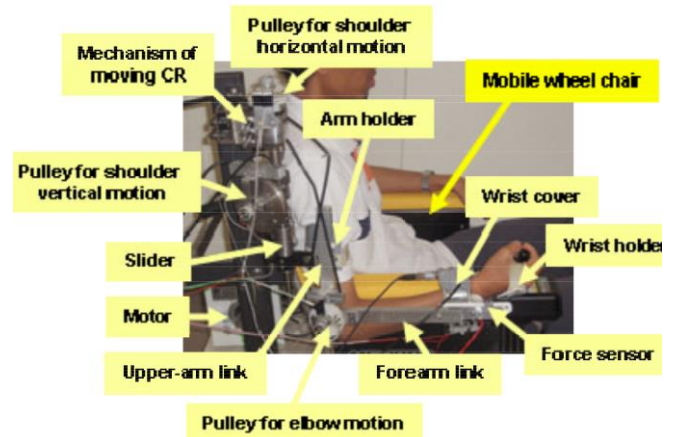 Pulley for shoulder
horizontal motion
Mechanism of
moving CR
Mobile wheel chair
Arm holder
Pulley for shoulder
vertical motion
Wrist cover
Wrist holde
Slider
Motor
Force sensor
Upper-arm link
Forearm link
Pulley for elbow motion